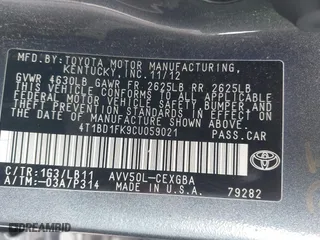 MFD.BY:TOYOTA MOTOR MANUFACTURING,
KENTUCKY,INC.11/12
GVWR 4630LB GAWR FR 2625LB RR 2625LB
THIS VEHICLE CONFORMS TO ALL APPLICABLE
FEDERAL MOTOR VEHICLE SAFETY, BUMPER, AND
THEFT PREVENTION STANDARDS IN EFFECT ON
THE DATE OF MANUFACTURE SHOWN ABOVE.
4T1BD1FK9CU059021
PASS.CAR
C/TR:1G3/LB11 AVV50L-CEXGBA
A/TM:-03A/P314 MADE IN U.S.A.
TOYOTA
79282